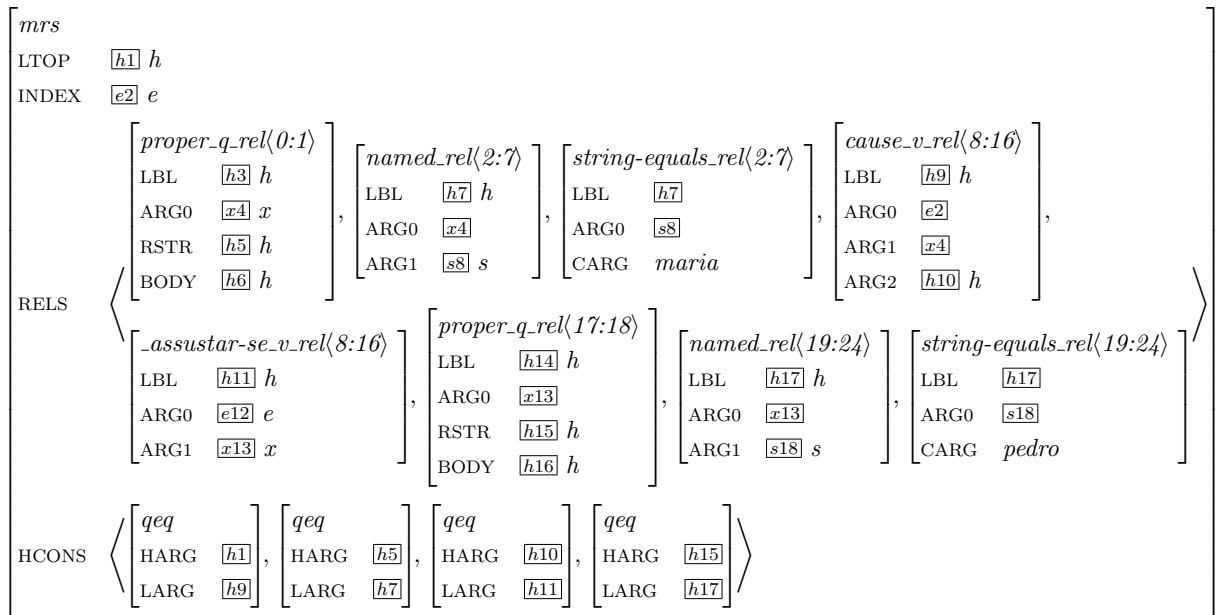 mrs
LTOP h1 h
INDEX e2 e
proper_q_rel⟨0:1⟩
LBL h3 h
ARG0 x4 x
RSTR h5 h
BODY h6 h
,
named_rel⟨2:7⟩
LBL h7 h
ARG0 x4
ARG1 s8 s
,
string-equals_rel⟨2:7⟩
LBL h7
ARG0 s8
CARG maria
,
cause_v_rel⟨8:16⟩
LBL h9 h
ARG0 e2
ARG1 x4
ARG2 h10 h
,
RELS
_assustar-se_v_rel⟨8:16⟩
LBL h11 h
ARG0 e12 e
ARG1 x13 x
,
proper_q_rel⟨17:18⟩
LBL h14 h
ARG0 x13
RSTR h15 h
BODY h16 h
,
named_rel⟨19:24⟩
LBL h17 h
ARG0 x13
ARG1 s18 s
,
string-equals_rel⟨19:24⟩
LBL h17
ARG0 s18
CARG pedro
HCONS
qeq
HARG h1
LARG h9
,
qeq
HARG h5
LARG h7
,
qeq
HARG h10
LARG h11
,
qeq
HARG h15
LARG h17